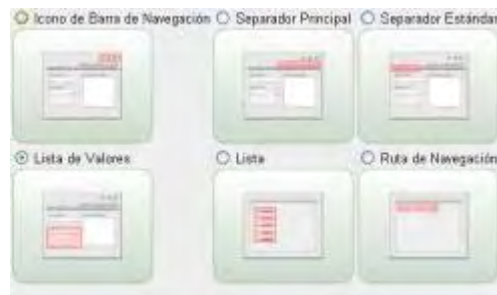 Icono de Barra de Navegación Separador Principal Separador Estándar
Lista de Valores Lista Ruta de Navegación